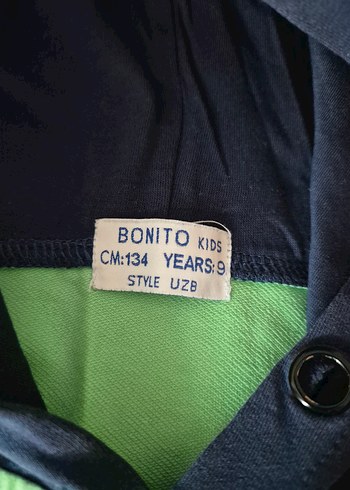 BONITO KIDS
CM:134 YEARS:9
STYLE UZB